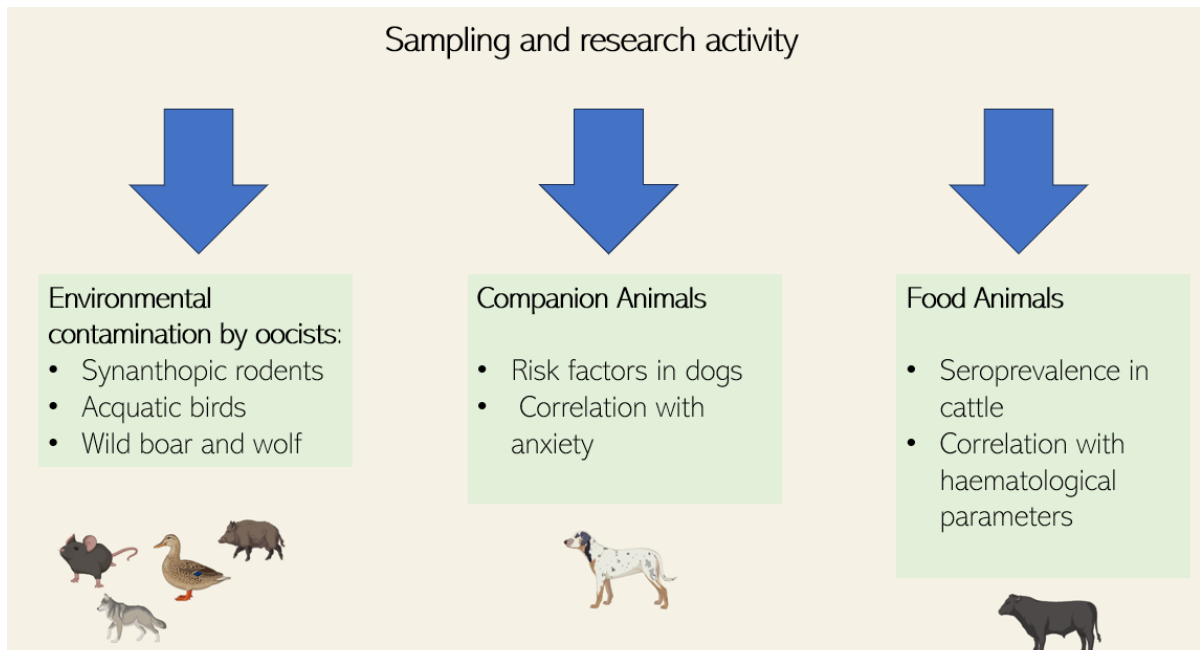 Sampling and research activity
Environmental
contamination by oocists:
• Synanthopic rodents
• Acquatic birds
• Wild boar and wolf
Companion Animals
• Risk factors in dogs
• Correlation with
anxiety
Food Animals
• Seroprevalence in
cattle
• Correlation with
haematological
parameters